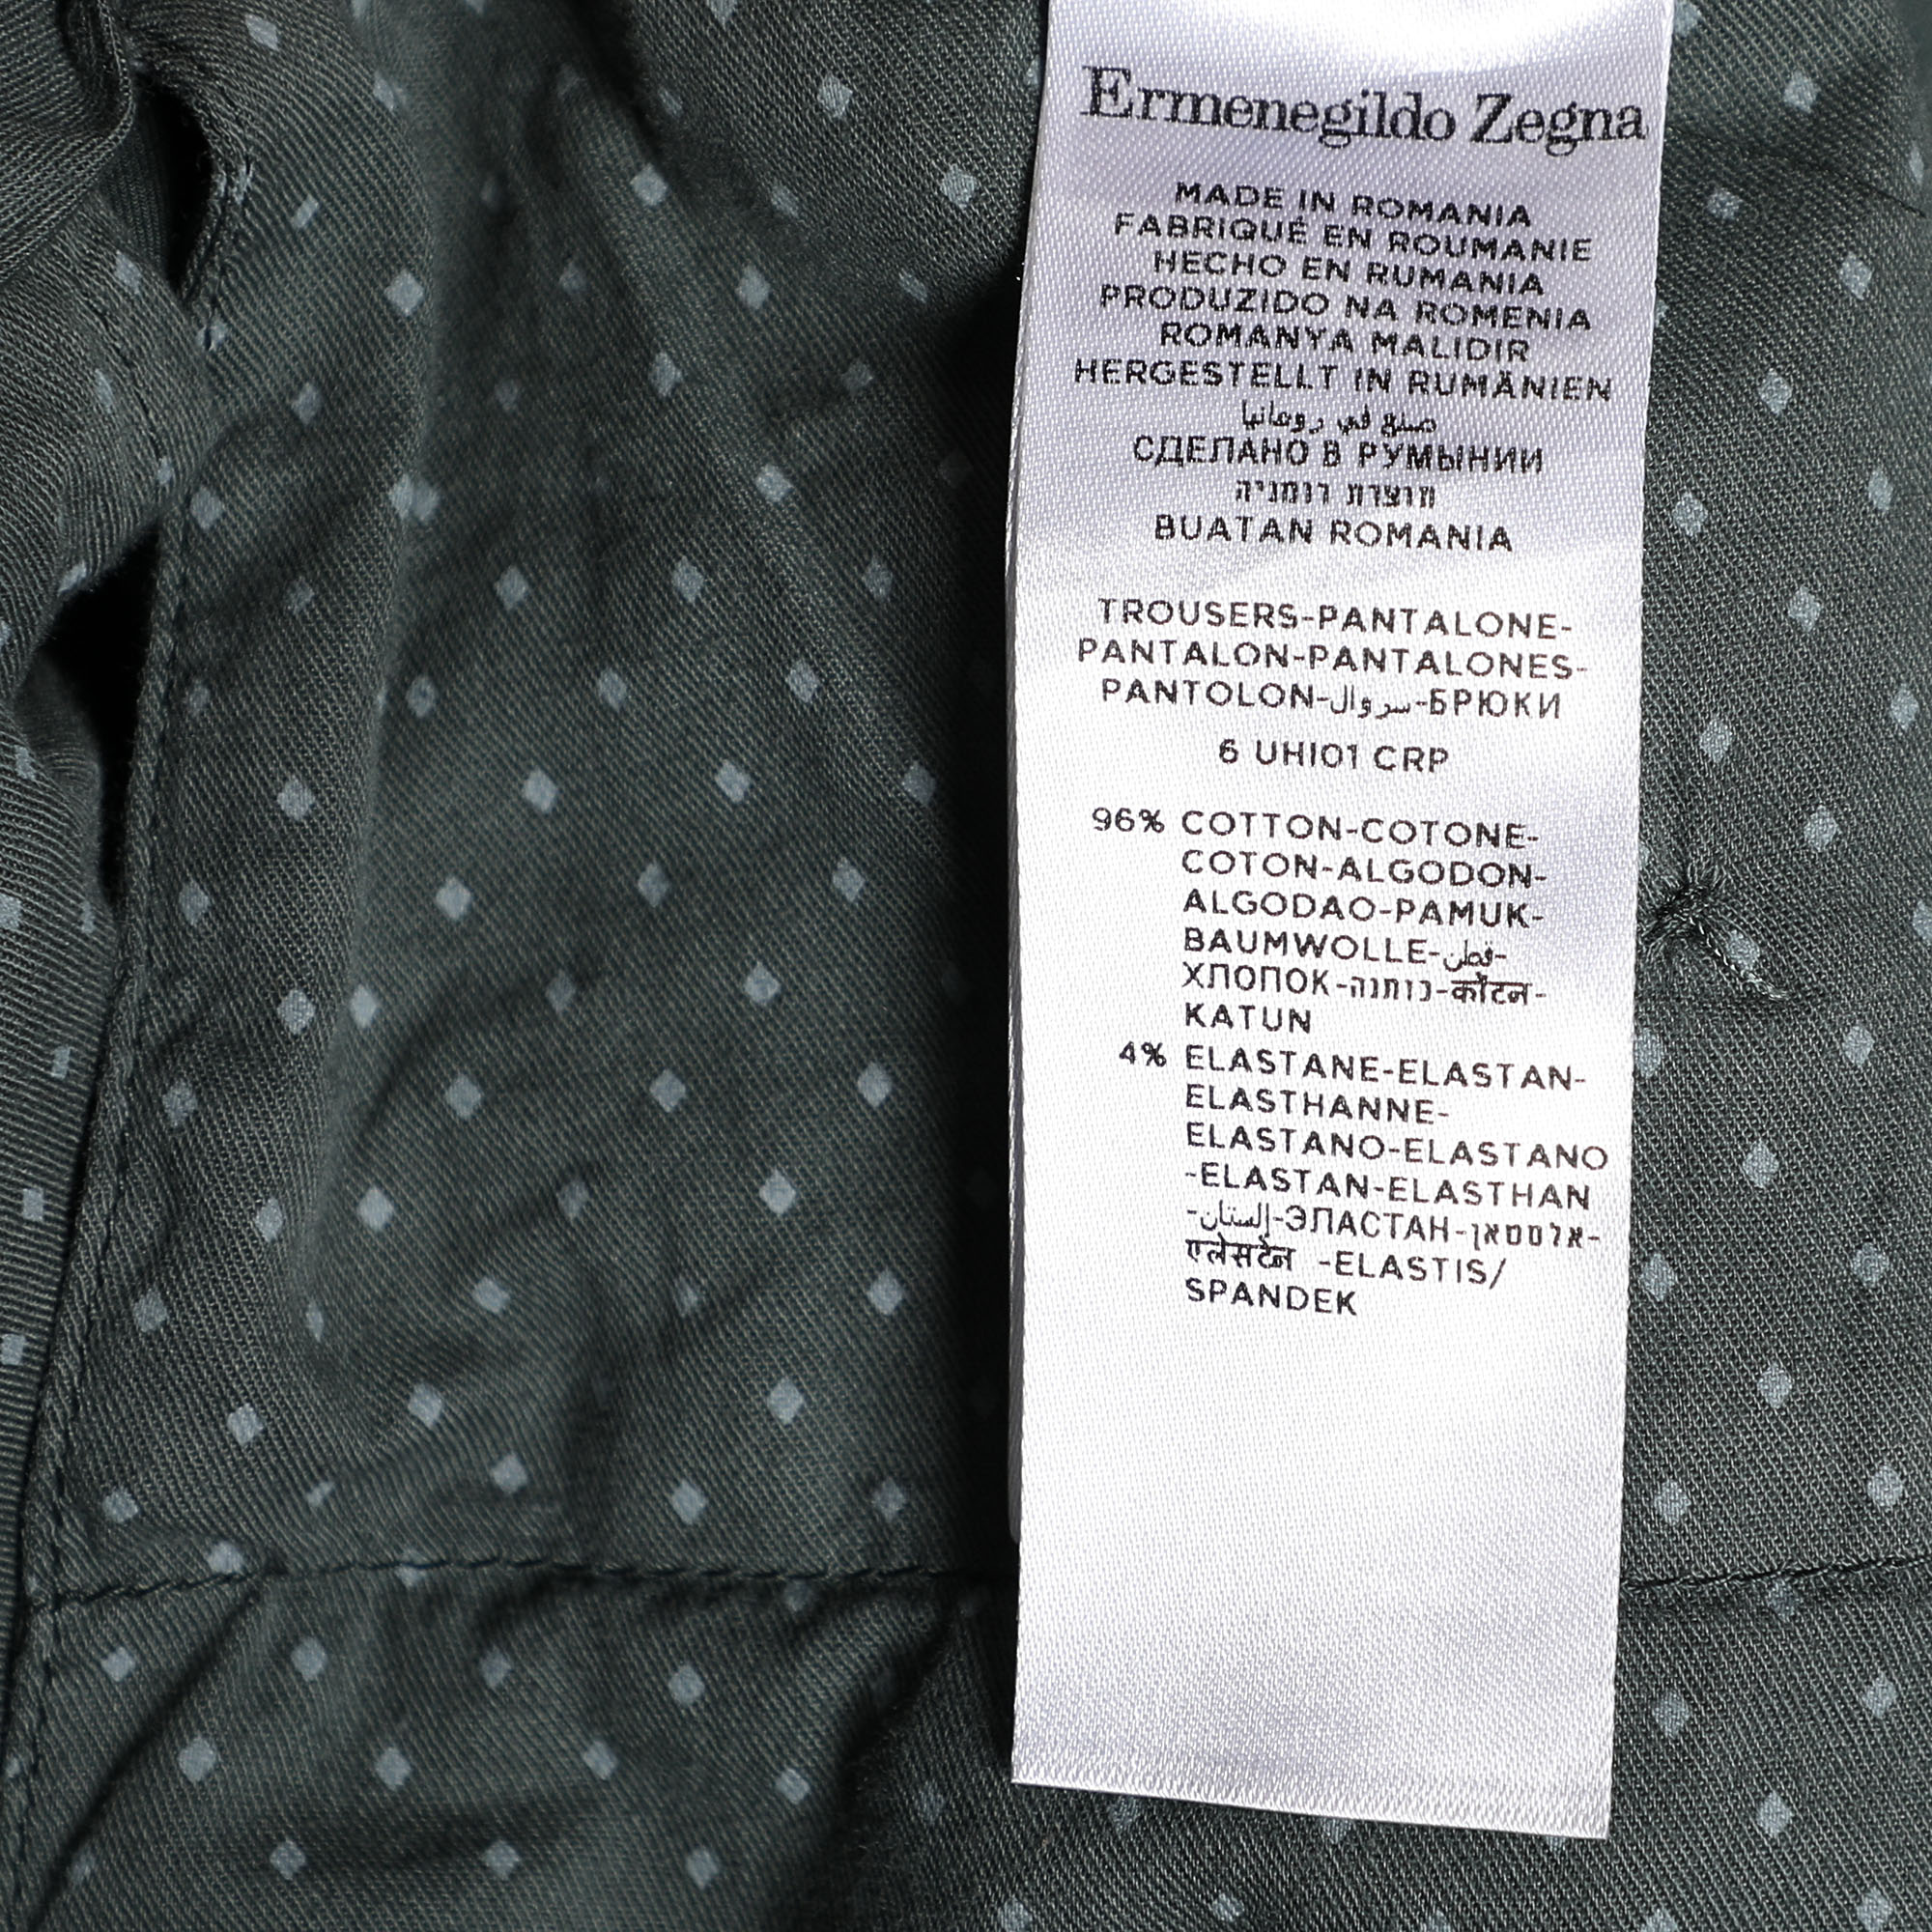 Ermenegildo Zegna
MADE IN ROMANIA
FABRIQUÉ EN ROUMANIE
HECHO EN RUMANIA
PRODUZIDO NA ROMENIA
ROMANYA MALIDIR
HERGESTELLT IN RUMÄNIEN
صنع في رومانيا
СДЕЛАНО В РУМЫНИИ
תוצרת רומניה
BUATAN ROMANIA
TROUSERS-PANTALONE-
PANTALON-PANTALONES-
PANTOLON-سروال-БРЮКИ
6 UHI01 CRP
96% COTTON-COTONE-
COTON-ALGODON-
ALGODAO-PAMUK-
BAUMWOLLE-قطن-
ХЛОПОК-כותנה-कॉटन-
KATUN
4% ELASTANE-ELASTAN-
ELASTHANNE-
ELASTANO-ELASTANO
-ELASTAN-ELASTHAN
-إلستان-ЭЛАСТАН-אלסטאן-
एलेसटेन -ELASTIS/
SPANDEK